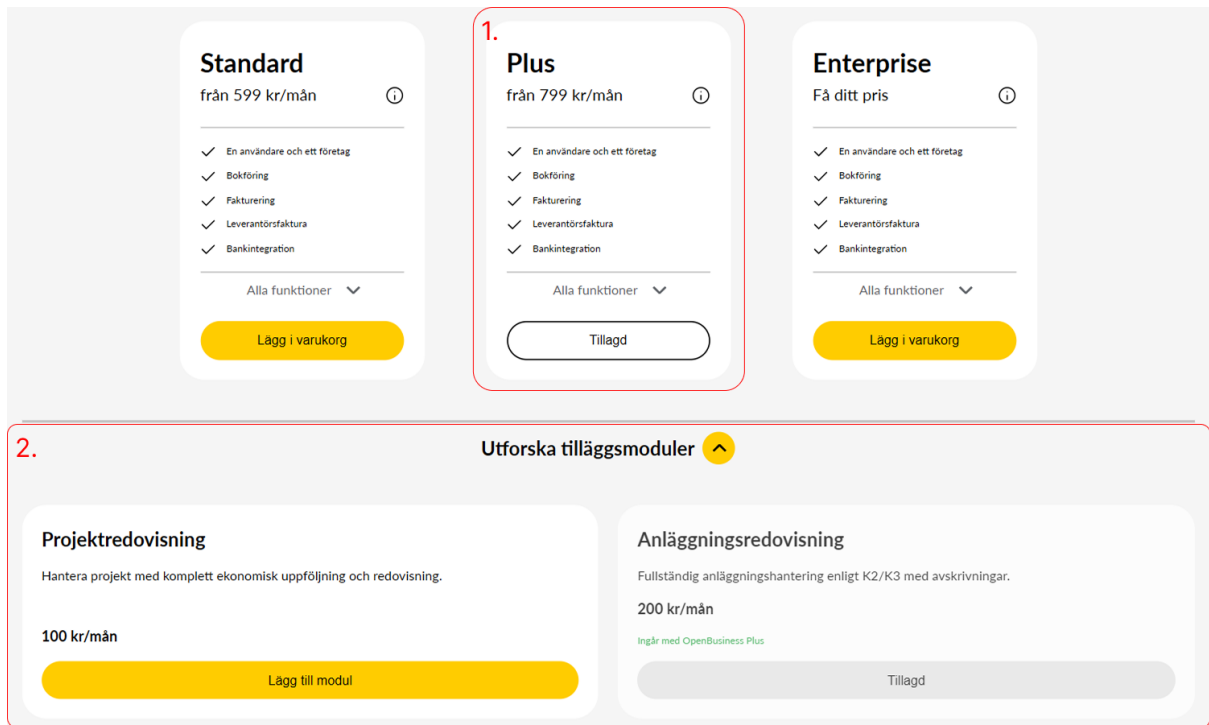 1.
Standard
från 599 kr/mån
En användare och ett företag
Bokföring
Fakturering
Leverantörsfaktura
Bankintegration
Alla funktioner
Lägg i varukorg
Plus
från 799 kr/mån
En användare och ett företag
Bokföring
Fakturering
Leverantörsfaktura
Bankintegration
Alla funktioner
Tillagd
Enterprise
Få ditt pris
En användare och ett företag
Bokföring
Fakturering
Leverantörsfaktura
Bankintegration
Alla funktioner
Lägg i varukorg
2.
Utforska tilläggsmoduler
Projektredovisning
Hantera projekt med komplett ekonomisk uppföljning och redovisning.
100 kr/mån
Lägg till modul
Anläggningsredovisning
Fullständig anläggningshantering enligt K2/K3 med avskrivningar.
200 kr/mån
Ingår med OpenBusiness Plus
Tillagd